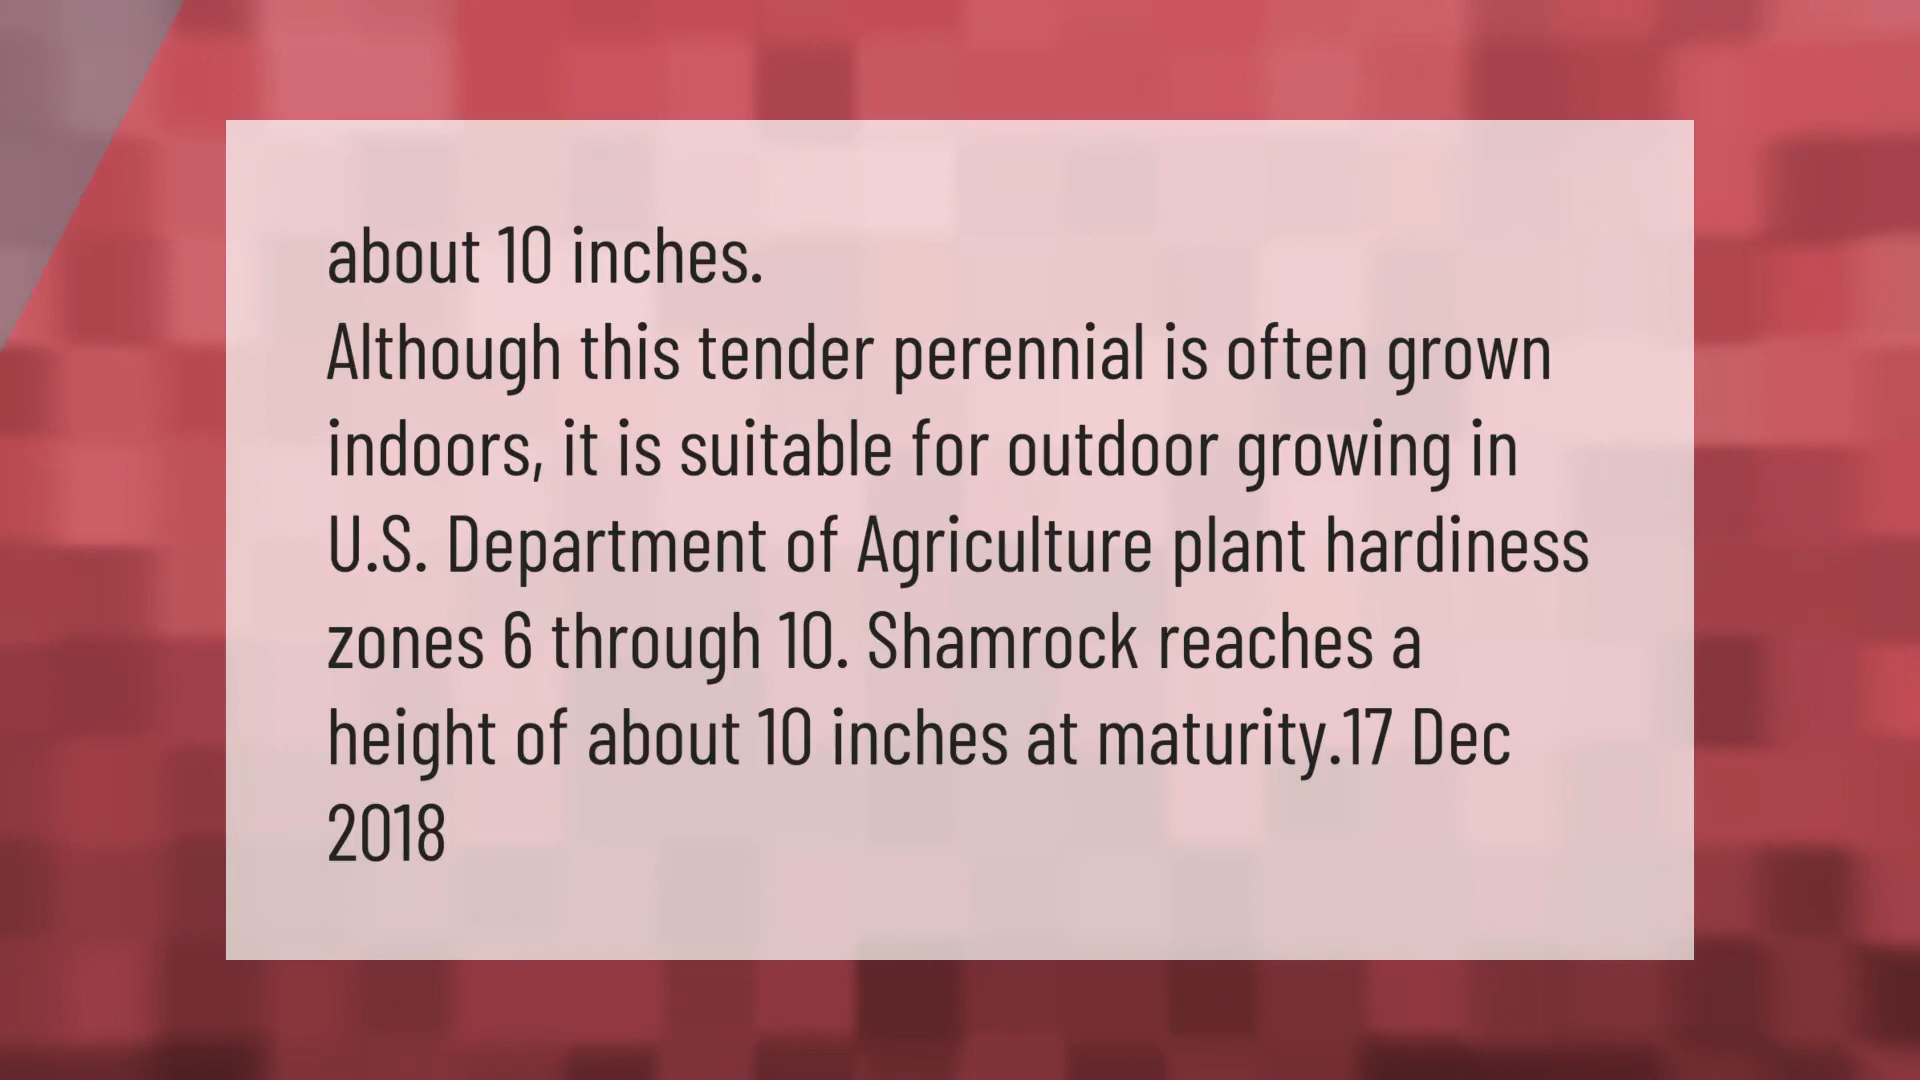 about 10 inches.
Although this tender perennial is often grown
indoors, it is suitable for outdoor growing in
U.S. Department of Agriculture plant hardiness
zones 6 through 10. Shamrock reaches a
height of about 10 inches at maturity.17 Dec
2018